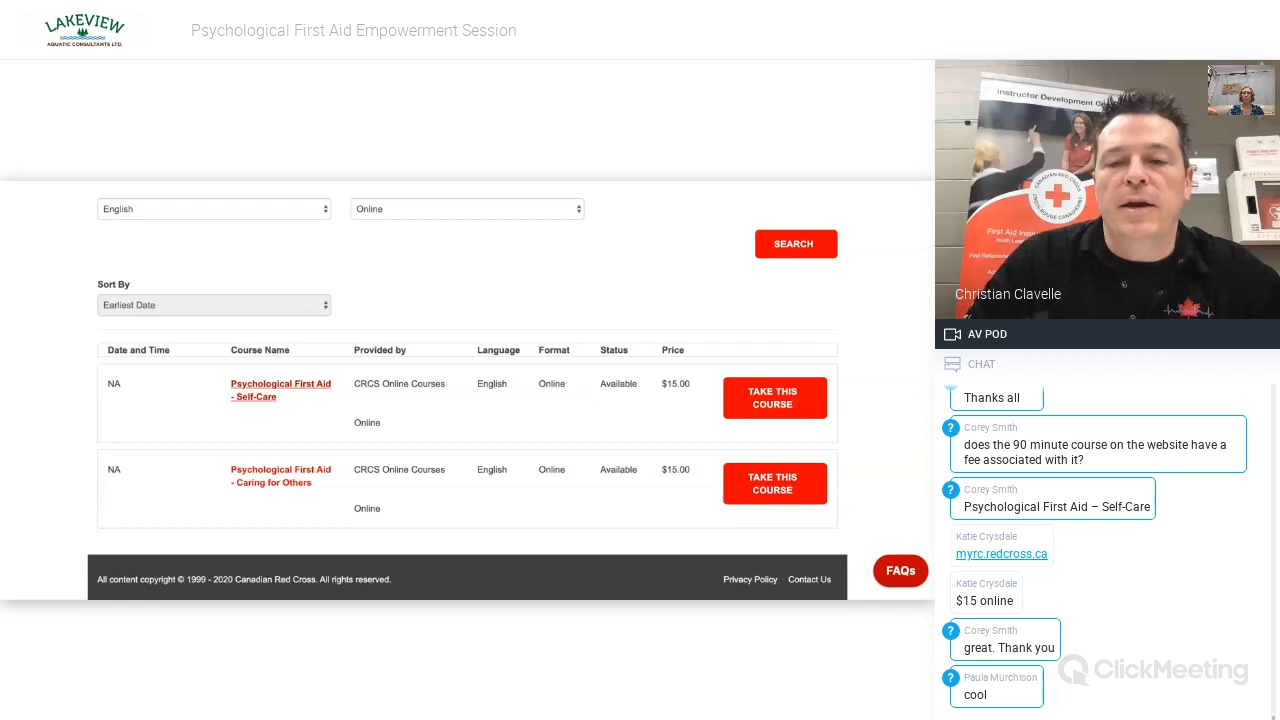 LAKEVIEW
AQUATIC CONSULTANTS LTD.
Psychological First Aid Empowerment Session
English
Online
SEARCH
Sort By
Earliest Date
Date and Time Course Name Provided by Language Format Status Price
NA Psychological First Aid CRCS Online Courses English Online Available $15.00 TAKE THIS
- Self-Care COURSE
Online
NA Psychological First Aid CRCS Online Courses English Online Available $15.00 TAKE THIS
- Caring for Others COURSE
Online
All content copyright © 1999 - 2020 Canadian Red Cross. All rights reserved. Privacy Policy Contact Us
FAQs
Instructor Development
CANADIAN RED CROSS
CROIX-ROUGE CANADIENNE
First Aid
Christian Clavelle
AV POD
CHAT
Thanks all
Corey Smith
does the 90 minute course on the website have a
fee associated with it?
Corey Smith
Psychological First Aid – Self-Care
Katie Crysdale
myrc.redcross.ca
Katie Crysdale
$15 online
Corey Smith
great. Thank you
Paula Murchison
cool
ClickMeeting